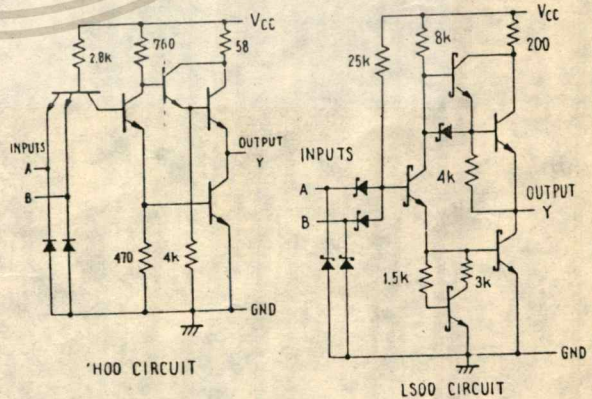 VCC
2.8k
760
58
INPUTS
A
B
OUTPUT
Y
470
4k
GND
'H00 CIRCUIT
VCC
25k
8k
200
INPUTS
A
B
4k
OUTPUT
Y
1.5k
3k
GND
LS00 CIRCUIT